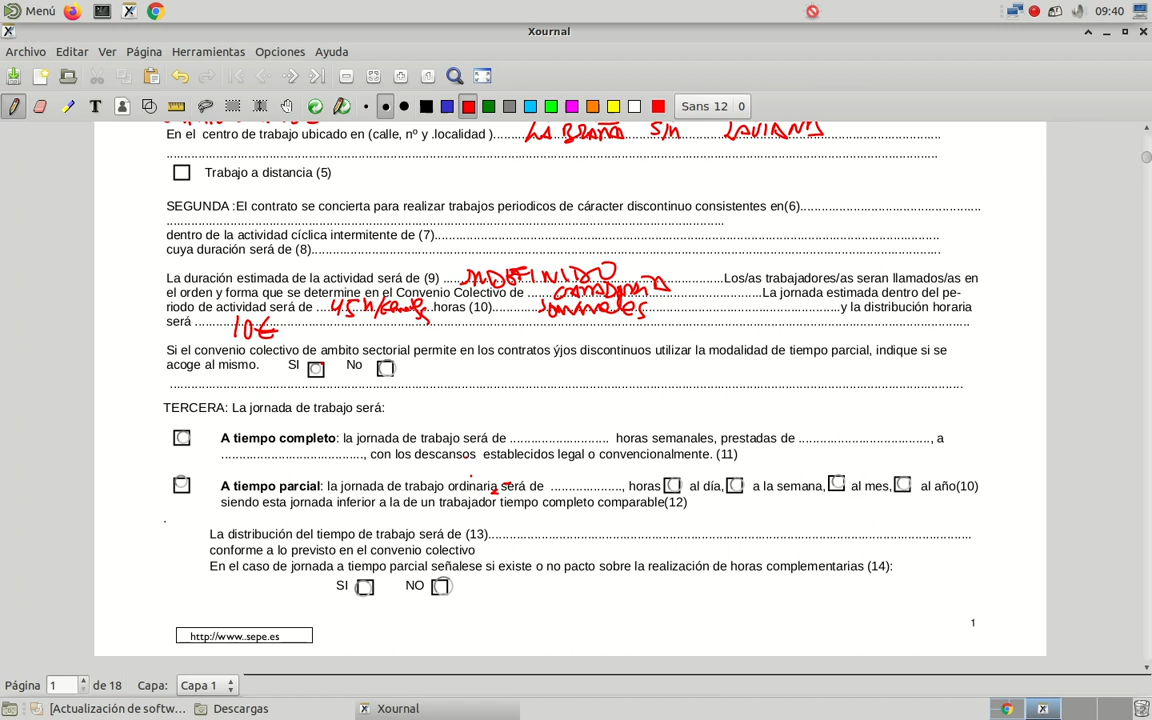 Menú
09:40
Xournal
Archivo Editar Ver Página Herramientas Opciones Ayuda
Sans 12 0
En el centro de trabajo ubicado en (calle, nº y .localidad )..........LA BRAÑA S/N LAVIANA
Trabajo a distancia (5)
SEGUNDA :El contrato se concierta para realizar trabajos periodicos de cáracter discontinuo consistentes en(6)..........
dentro de la actividad cíclica intermitente de (7)..........
cuya duración será de (8)..........
La duración estimada de la actividad será de (9) ..........INDEFINIDO..........Los/as trabajadores/as seran llamados/as en
el orden y forma que se determine en el Convenio Colectivo de ....................La jornada estimada dentro del pe-
riodo de actividad será de ..........45 h/..........horas (10)..........semanales..........y la distribución horaria
será ..........10€..........
Si el convenio colectivo de ambito sectorial permite en los contratos ýjos discontinuos utilizar la modalidad de tiempo parcial, indique si se
acoge al mismo. SI No
TERCERA: La jornada de trabajo será:
A tiempo completo: la jornada de trabajo será de .......... horas semanales, prestadas de .........., a
.........., con los descansos establecidos legal o convencionalmente. (11)
A tiempo parcial: la jornada de trabajo ordinaria será de .........., horas al día, a la semana, al mes, al año(10)
siendo esta jornada inferior a la de un trabajador tiempo completo comparable(12)
La distribución del tiempo de trabajo será de (13)..........
conforme a lo previsto en el convenio colectivo
En el caso de jornada a tiempo parcial señalese si existe o no pacto sobre la realización de horas complementarias (14):
SI NO
1
http://www..sepe.es
Página 1 de 18 Capa: Capa 1
[Actualización de softw... Descargas Xournal